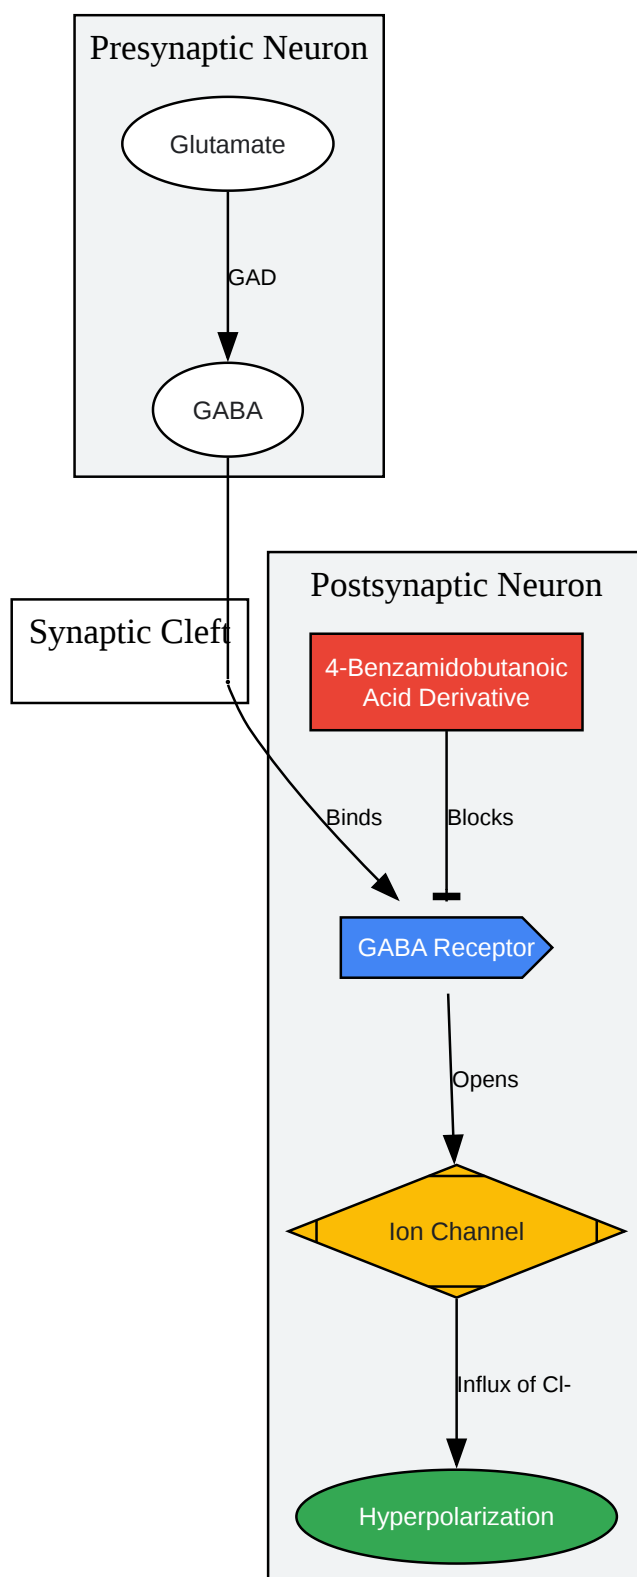 Presynaptic Neuron
Glutamate
GAD
GABA
Synaptic Cleft
Postsynaptic Neuron
4-Benzamidobutanoic
Acid Derivative
Binds
Blocks
GABA Receptor
Opens
Ion Channel
Influx of Cl-
Hyperpolarization